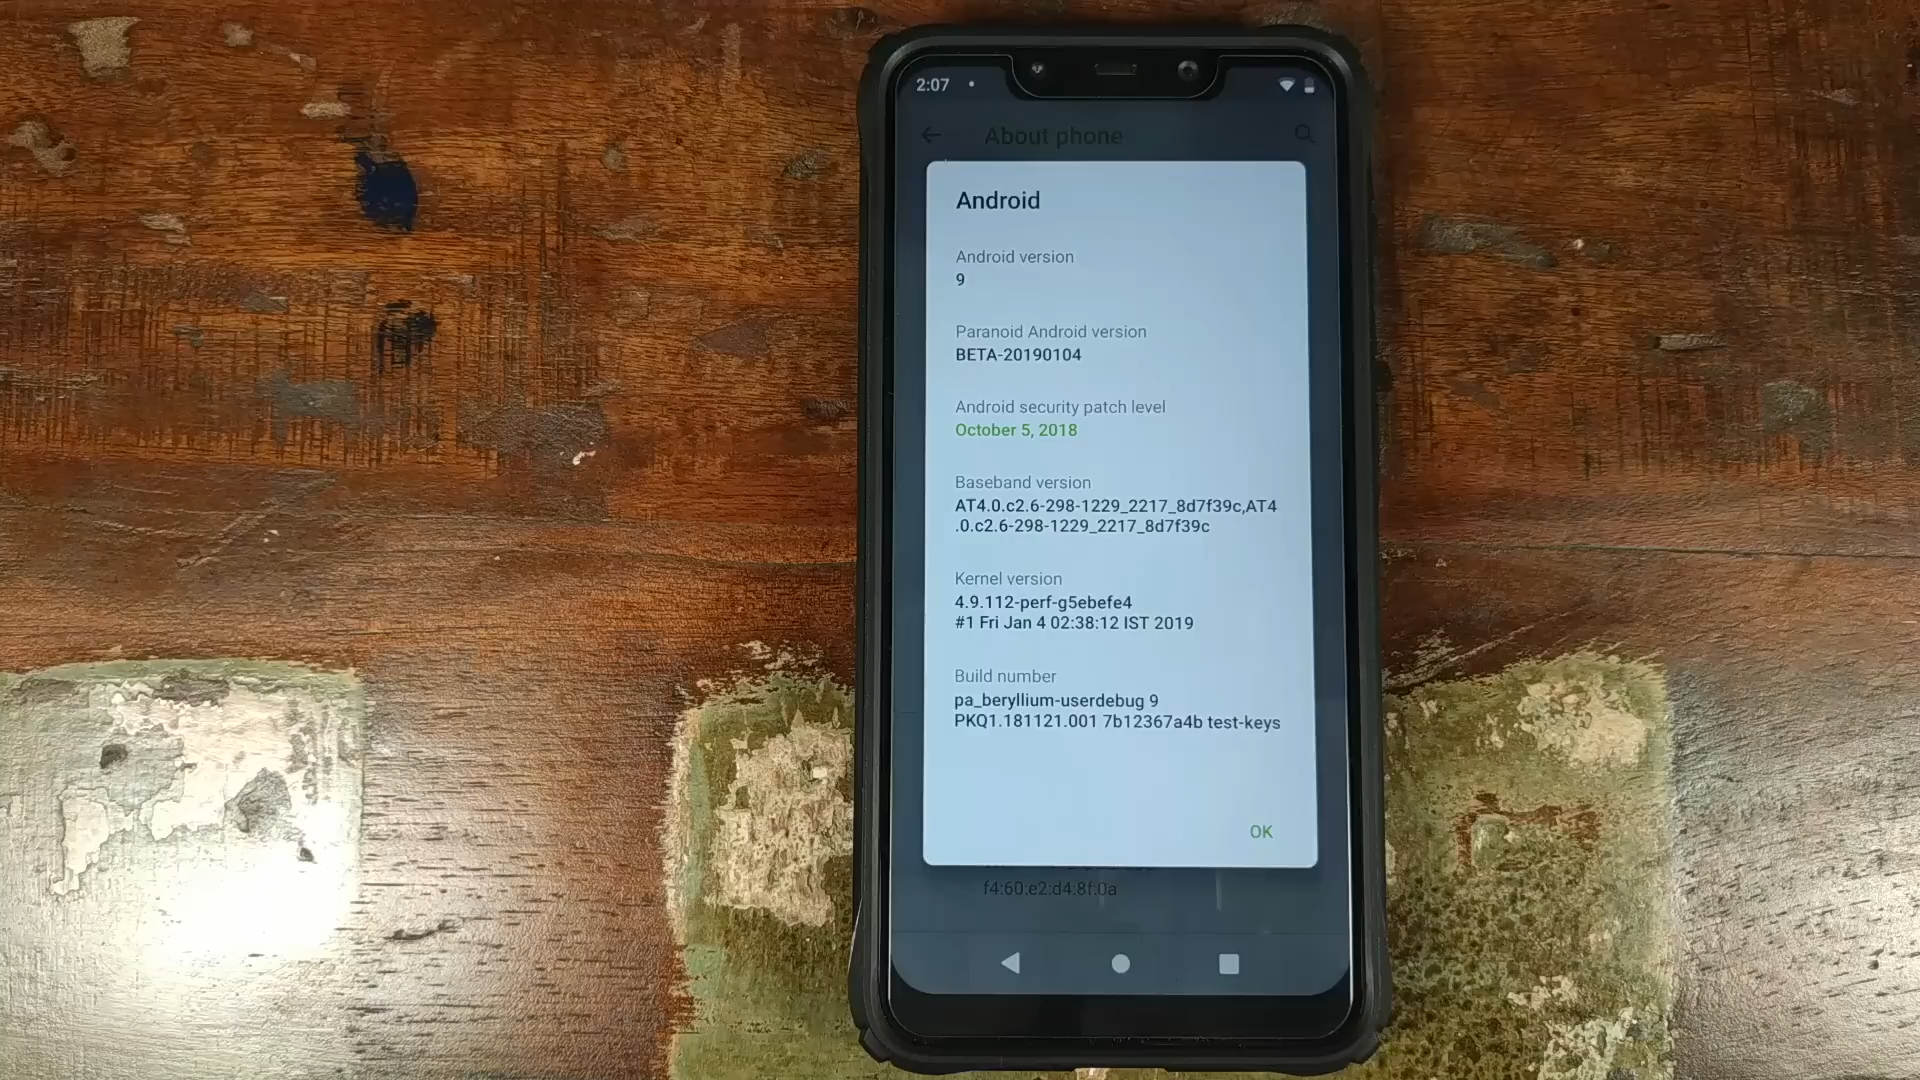 2:07
About phone
Android
Android version
9
Paranoid Android version
BETA-20190104
Android security patch level
October 5, 2018
Baseband version
AT4.0.c2.6-298-1229_2217_8d7f39c,AT4
.0.c2.6-298-1229_2217_8d7f39c
Kernel version
4.9.112-perf-g5ebefe4
#1 Fri Jan 4 02:38:12 IST 2019
Build number
pa_beryllium-userdebug 9
PKQ1.181121.001 7b12367a4b test-keys
OK
f4:60:e2:d4:8f:0a